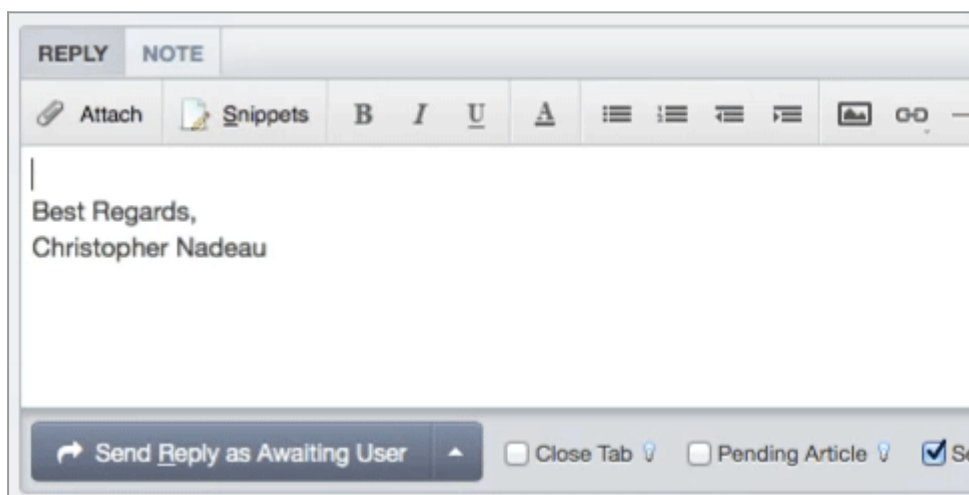 REPLY NOTE
Attach Snippets B I U A
Best Regards,
Christopher Nadeau
Send Reply as Awaiting User Close Tab Pending Article